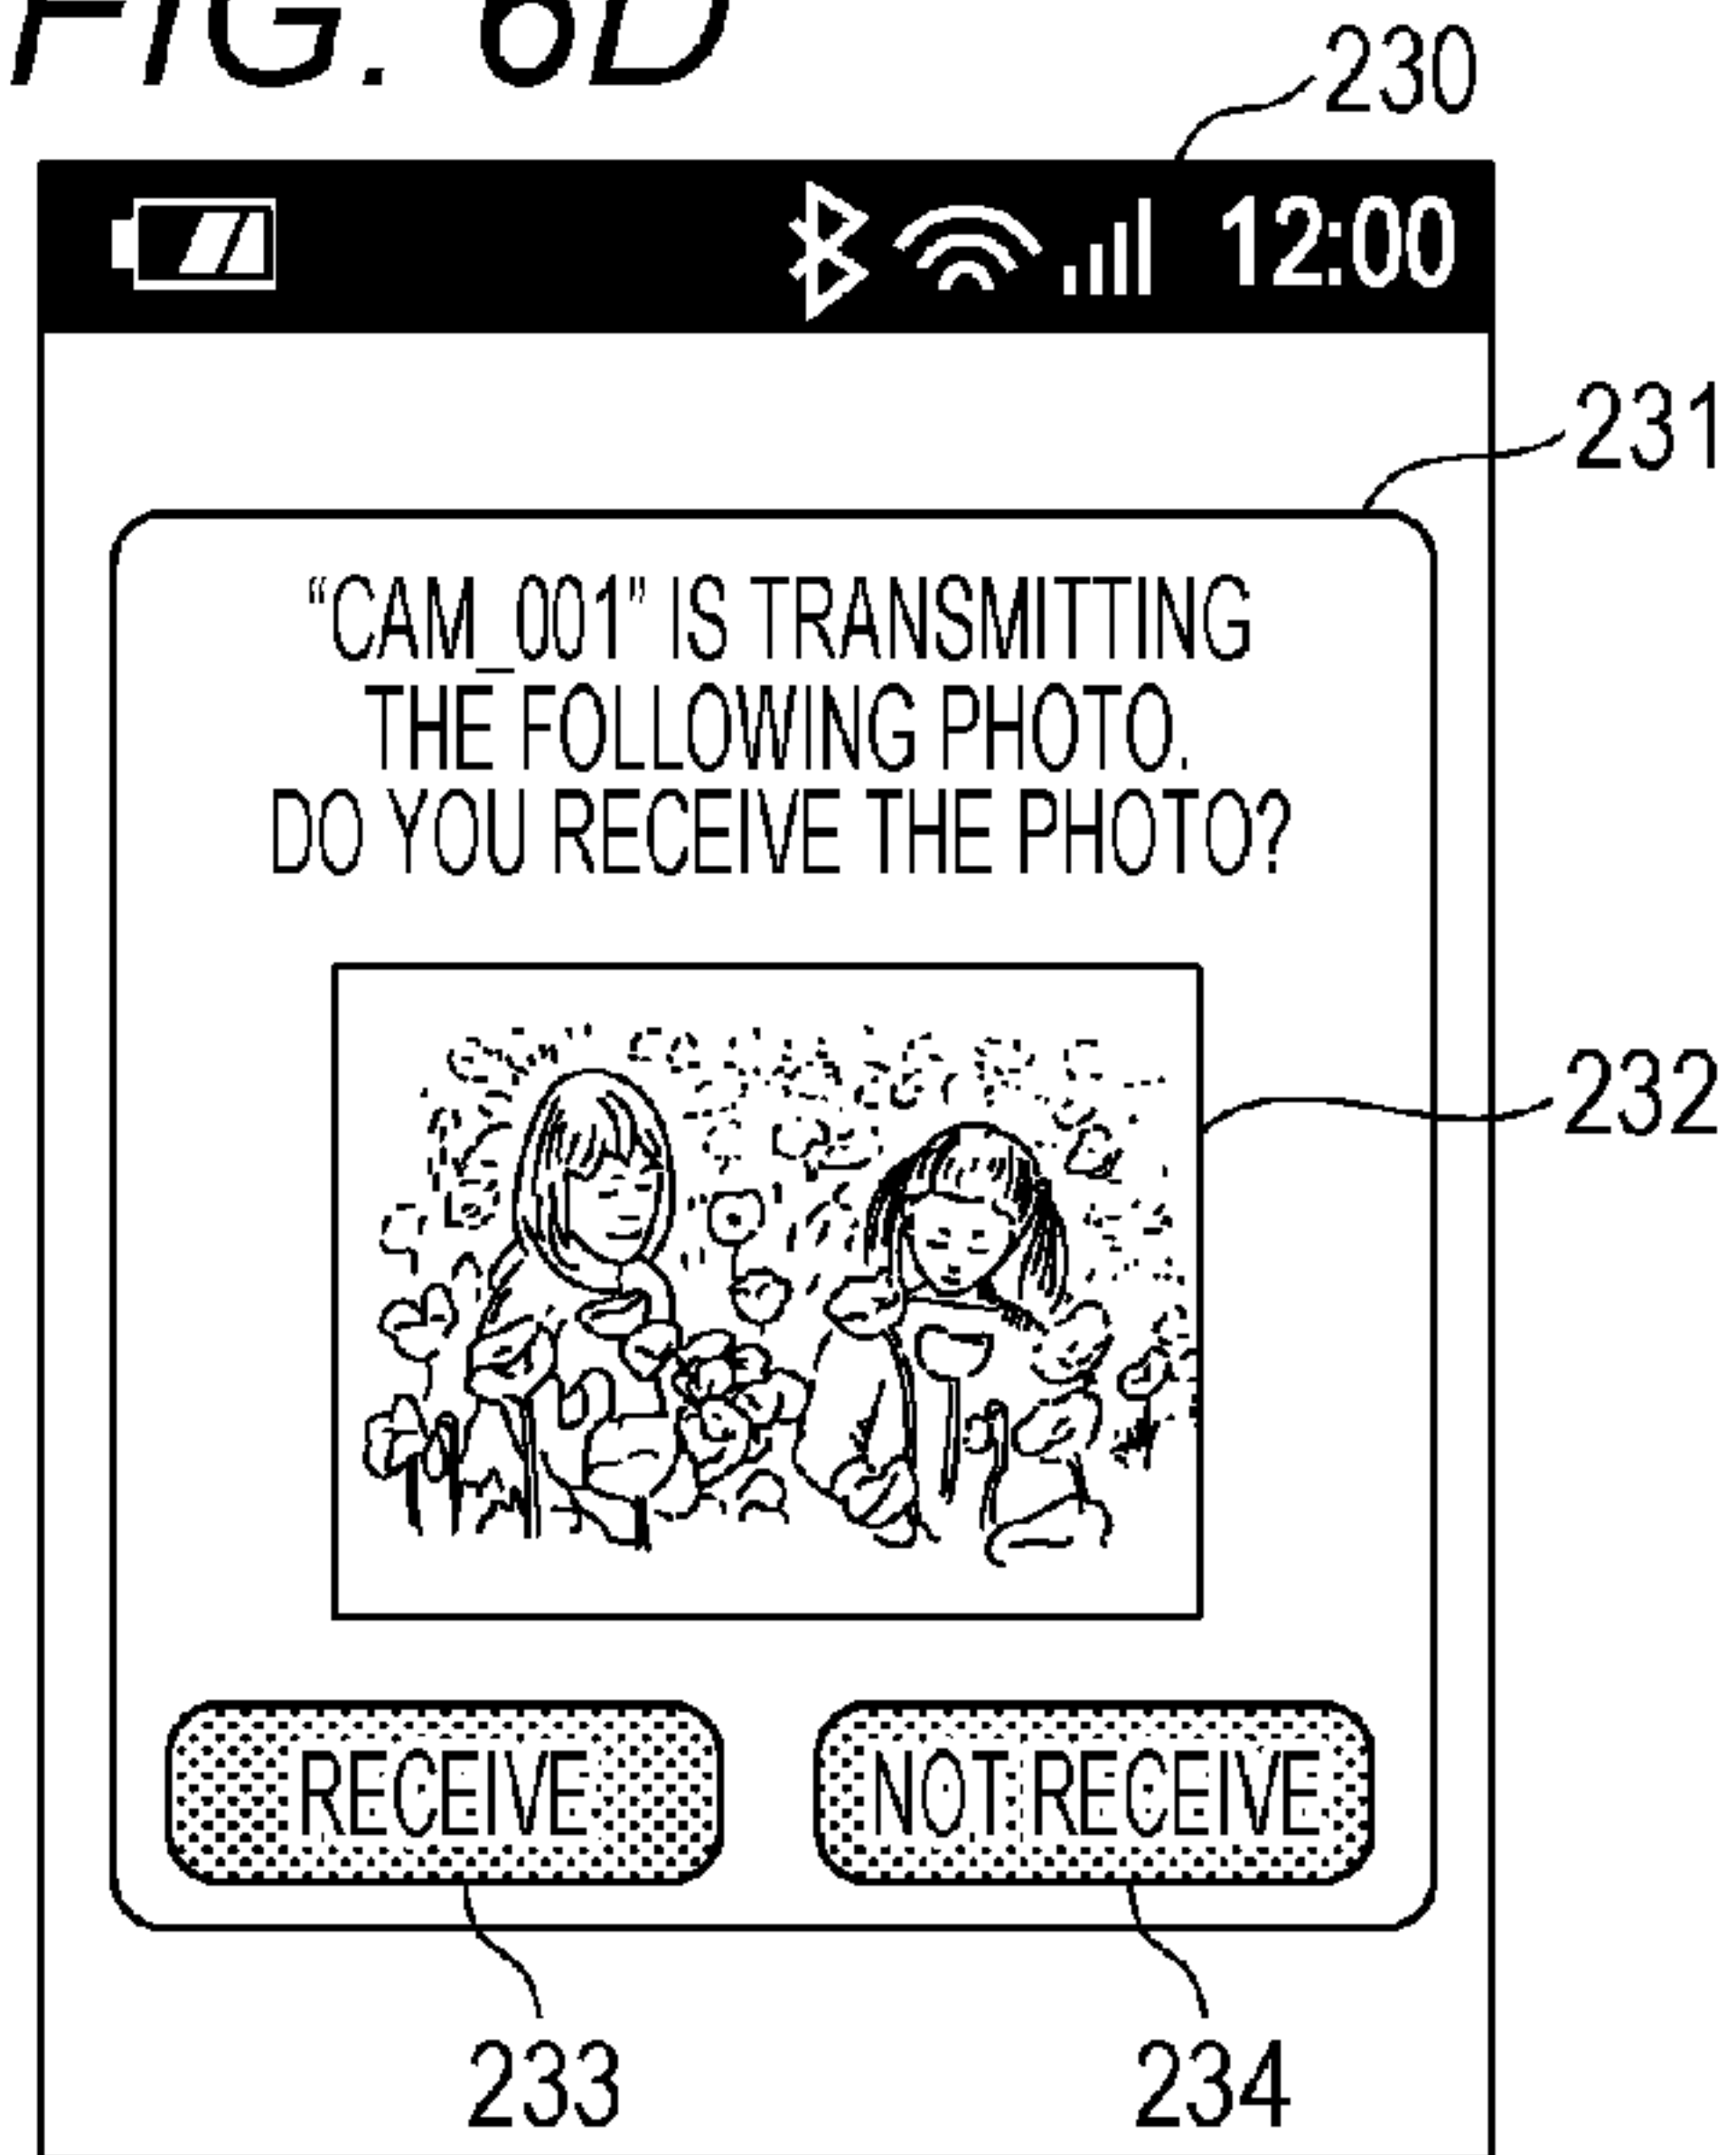 FIG. 6D
230
12:00
231
“CAM_001” IS TRANSMITTING
THE FOLLOWING PHOTO.
DO YOU RECEIVE THE PHOTO?
232
RECEIVE
NOT RECEIVE
233
234